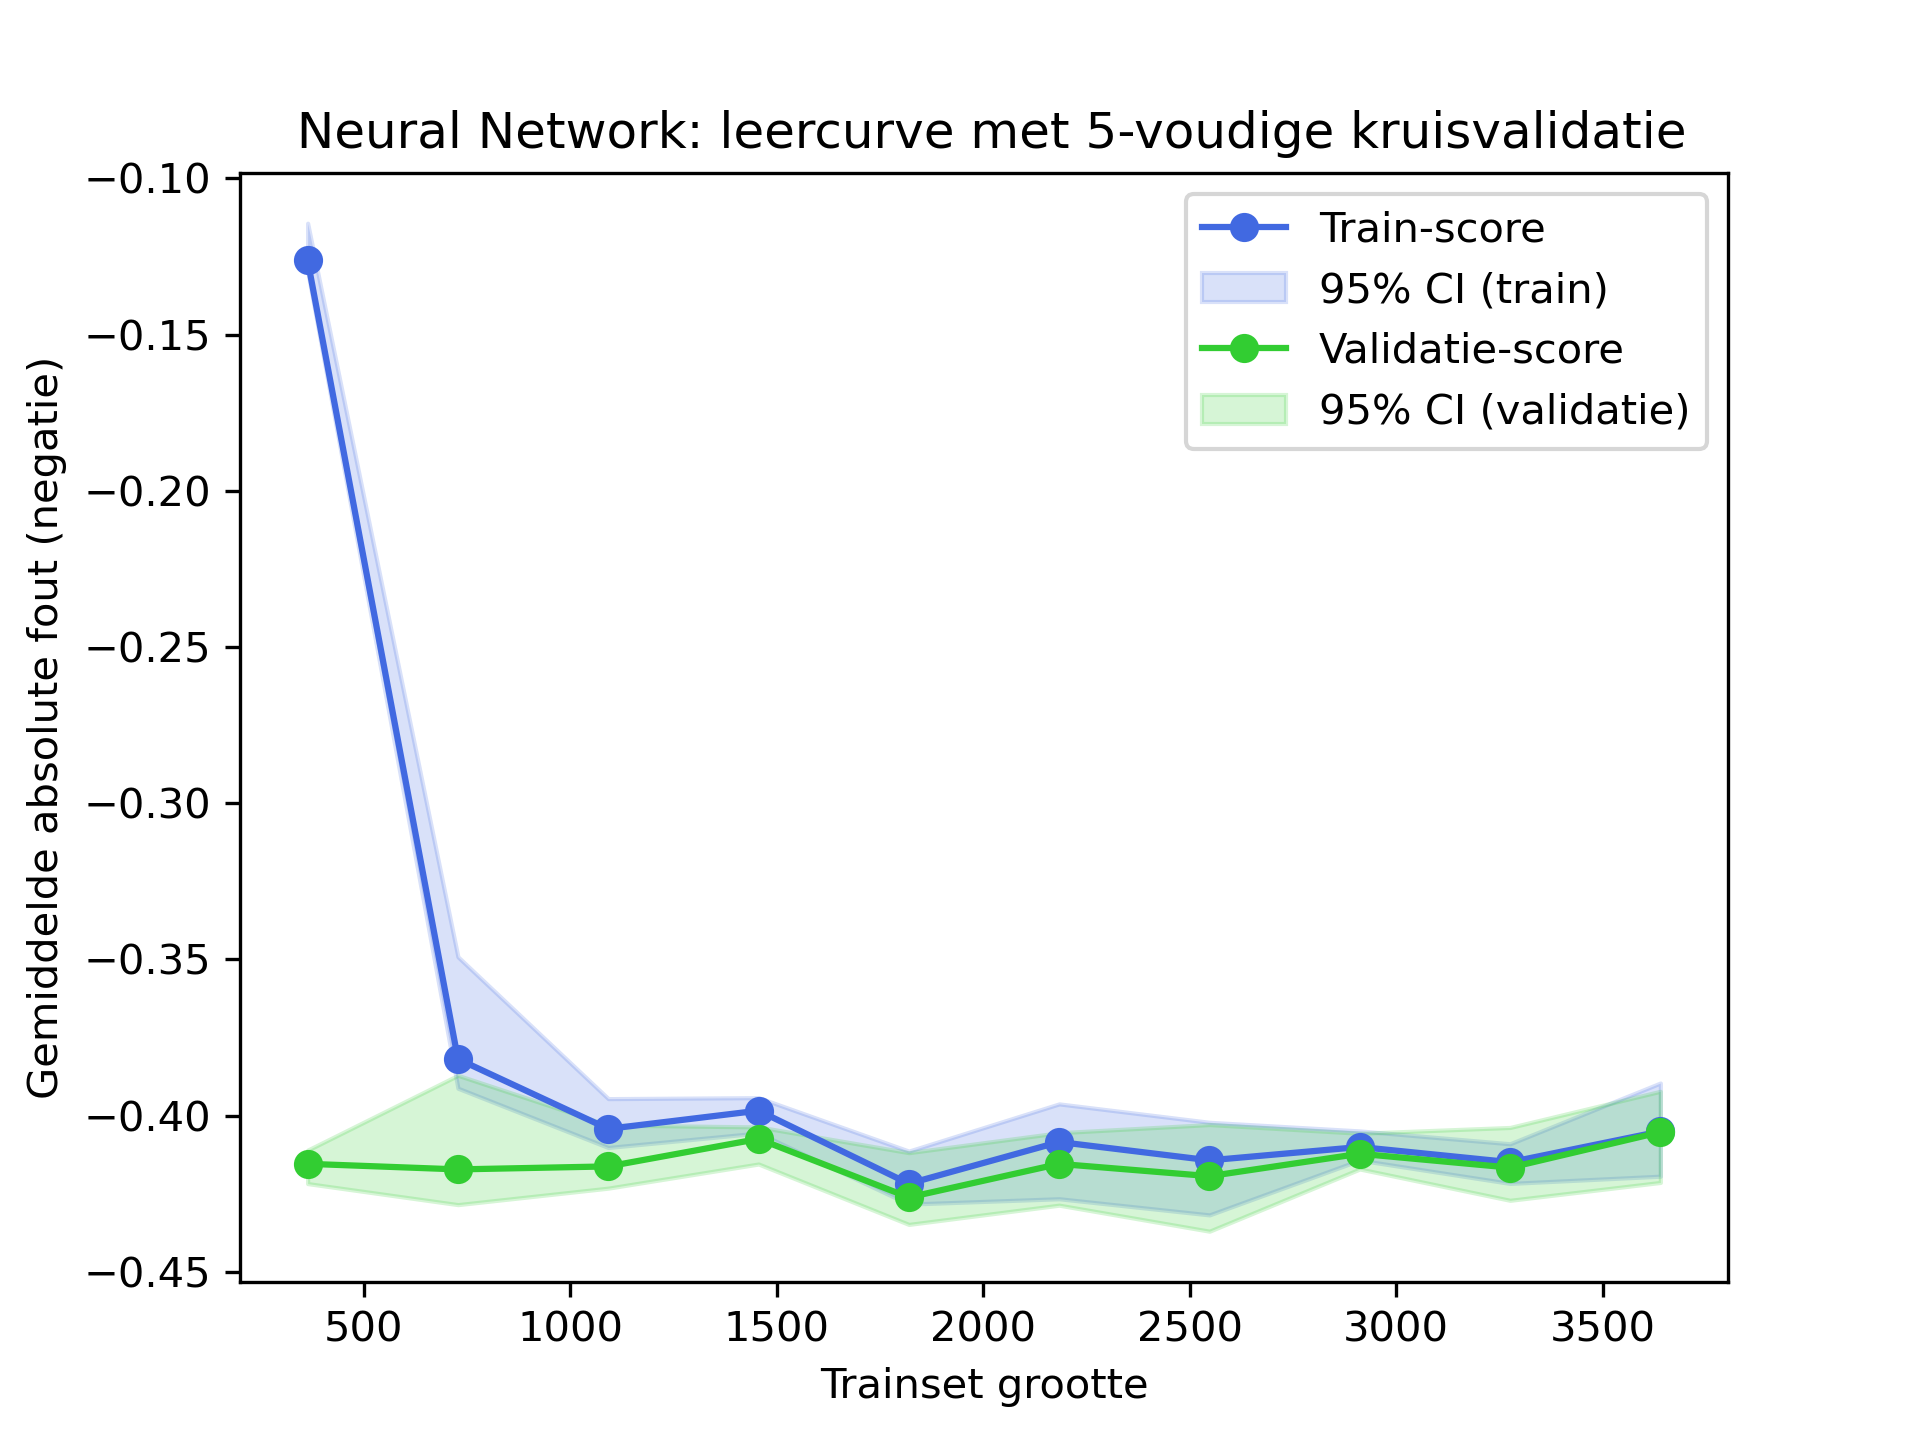 Neural Network: leercurve met 5-voudige kruisvalidatie
Gemiddelde absolute fout (negatie)
−0.10
−0.15
−0.20
−0.25
−0.30
−0.35
−0.40
−0.45
Train-score
95% CI (train)
Validatie-score
95% CI (validatie)
500 1000 1500 2000 2500 3000 3500
Trainset grootte